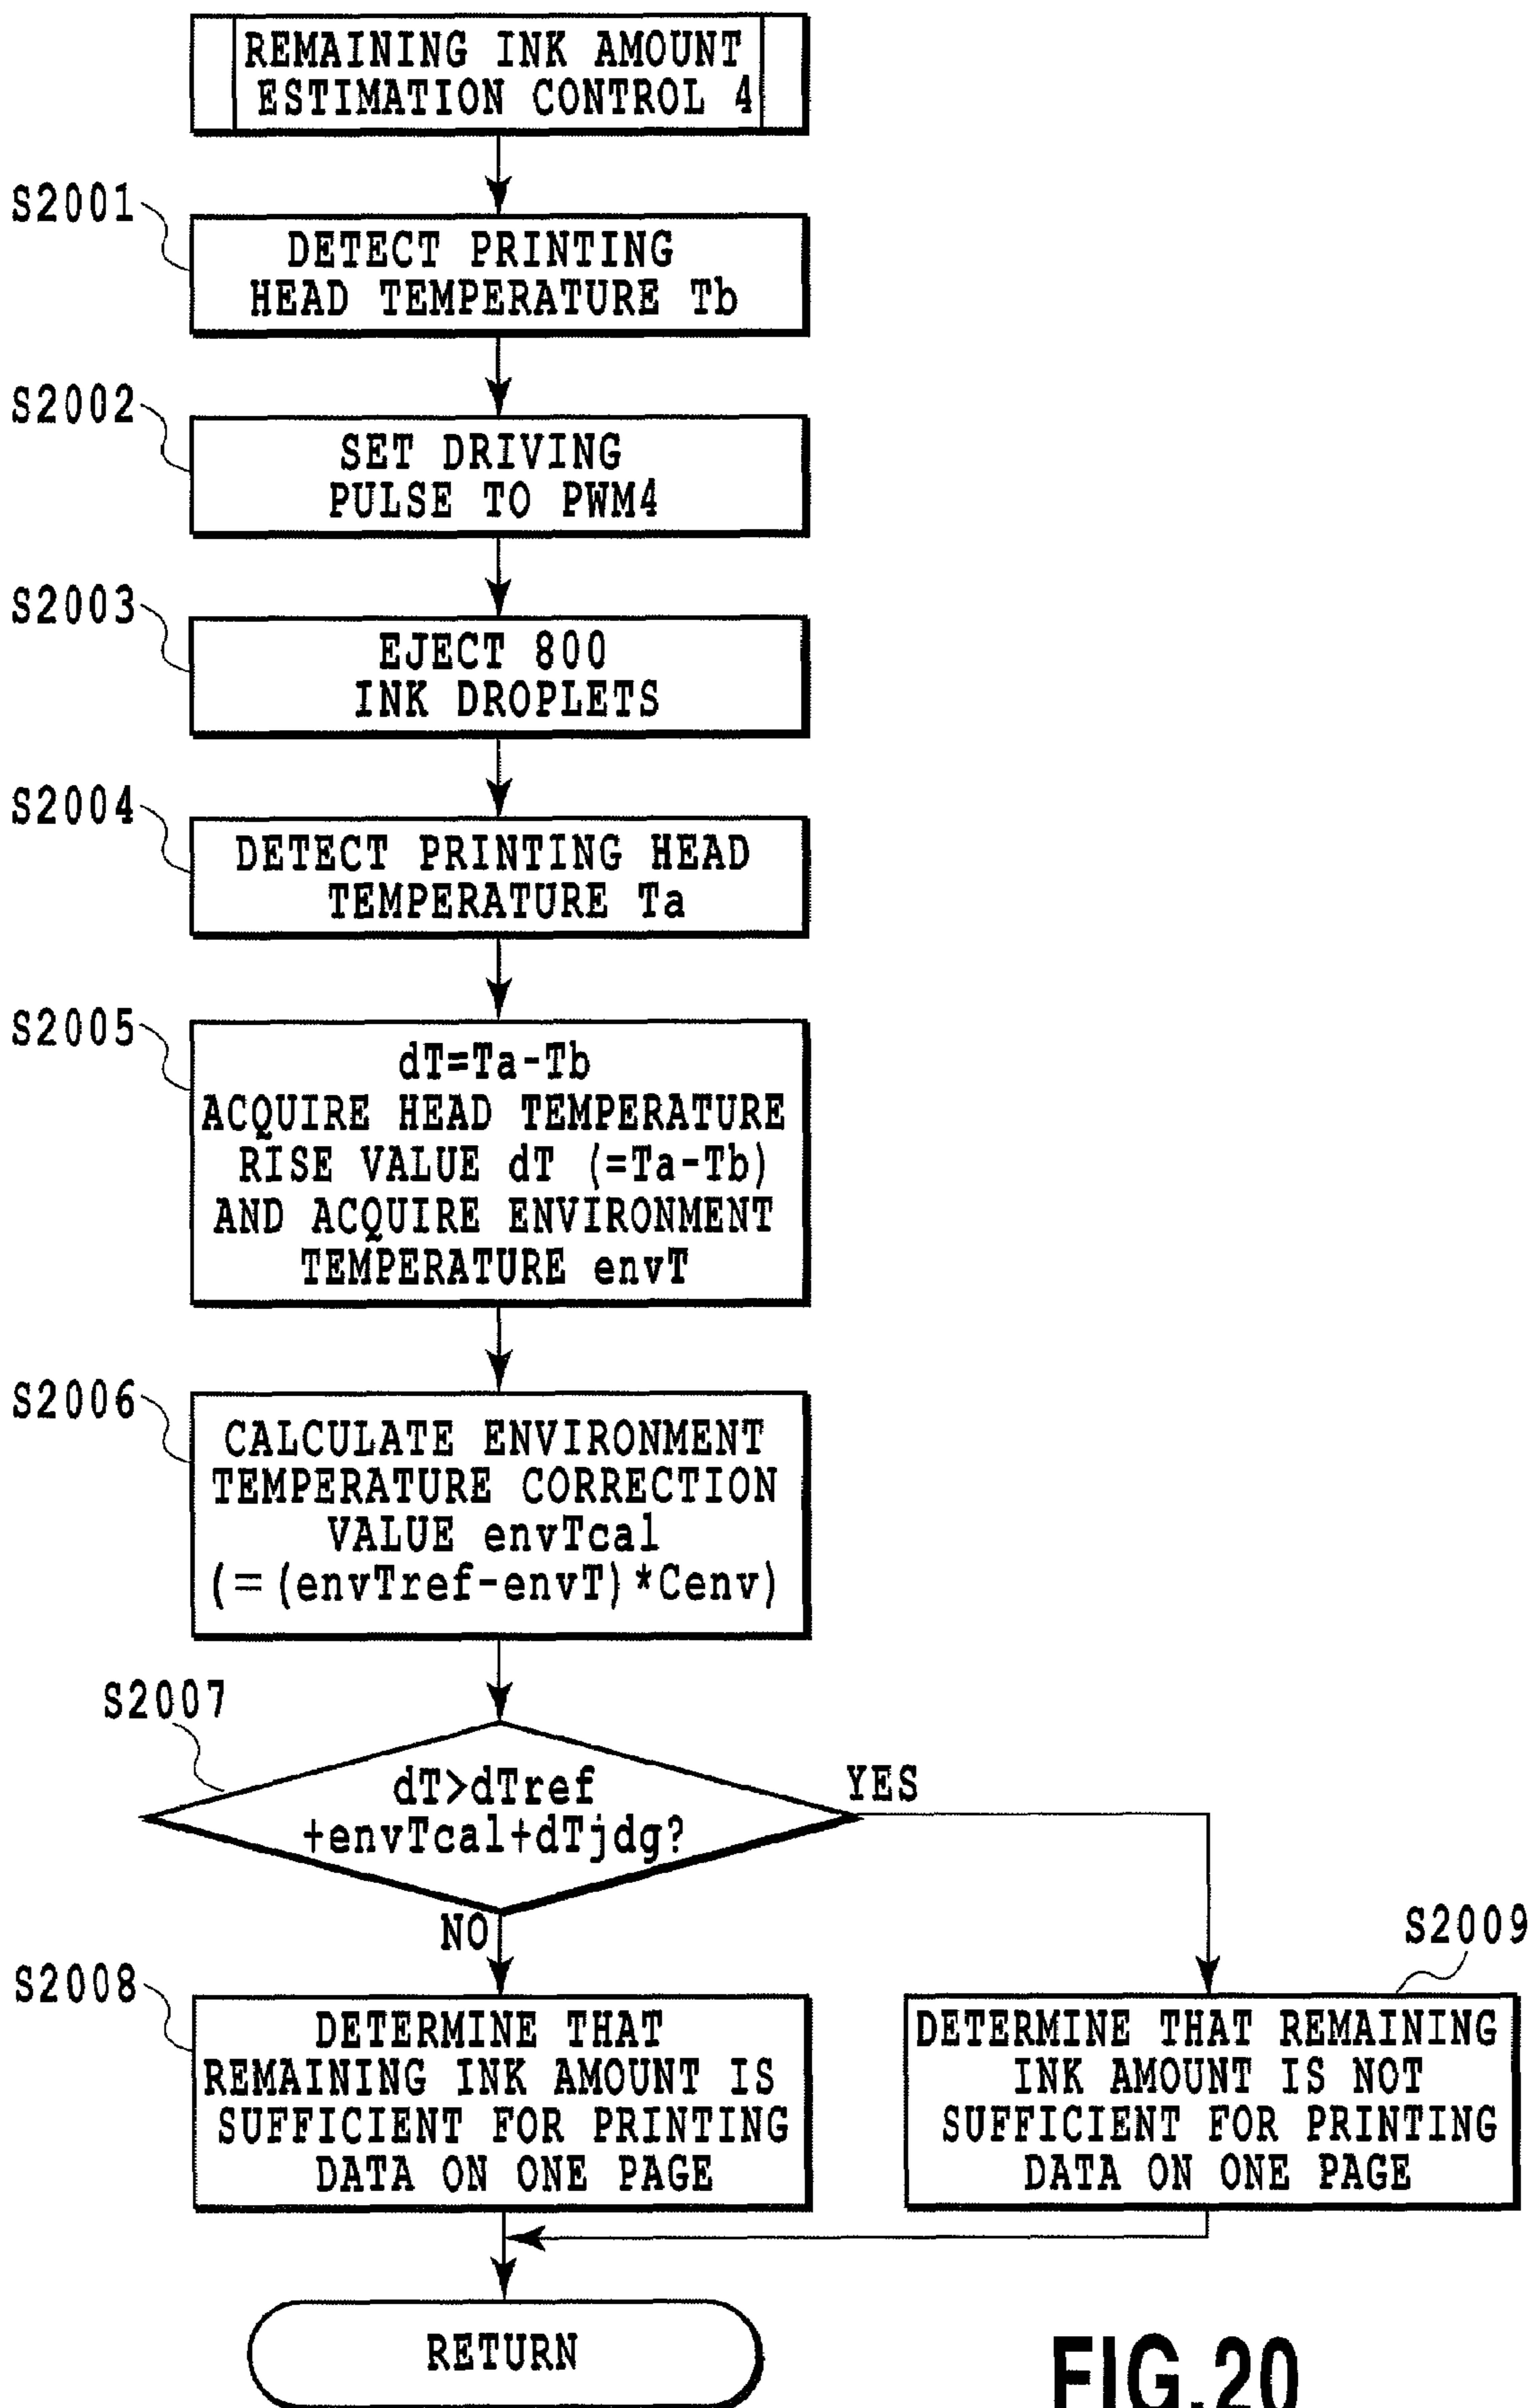 REMAINING INK AMOUNT
ESTIMATION CONTROL 4
S2001
DETECT PRINTING
HEAD TEMPERATURE Tb
S2002
SET DRIVING
PULSE TO PWM4
S2003
EJECT 800
INK DROPLETS
S2004
DETECT PRINTING HEAD
TEMPERATURE Ta
S2005
dT=Ta-Tb
ACQUIRE HEAD TEMPERATURE
RISE VALUE dT (=Ta-Tb)
AND ACQUIRE ENVIRONMENT
TEMPERATURE envT
S2006
CALCULATE ENVIRONMENT
TEMPERATURE CORRECTION
VALUE envTcal
(=(envTref-envT)*Cenv)
S2007
dT>dTref
+envTcal+dTjdg?
YES
NO
S2008
DETERMINE THAT
REMAINING INK AMOUNT IS
SUFFICIENT FOR PRINTING
DATA ON ONE PAGE
S2009
DETERMINE THAT REMAINING
INK AMOUNT IS NOT
SUFFICIENT FOR PRINTING
DATA ON ONE PAGE
RETURN
FIG.20